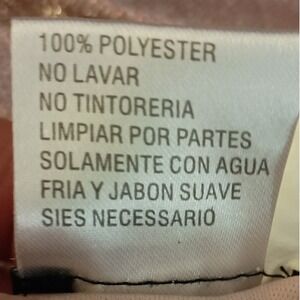 100% POLYESTER
NO LAVAR
NO TINTORERIA
LIMPIAR POR PARTES
SOLAMENTE CON AGUA
FRIA Y JABON SUAVE
SIES NECESSARIO